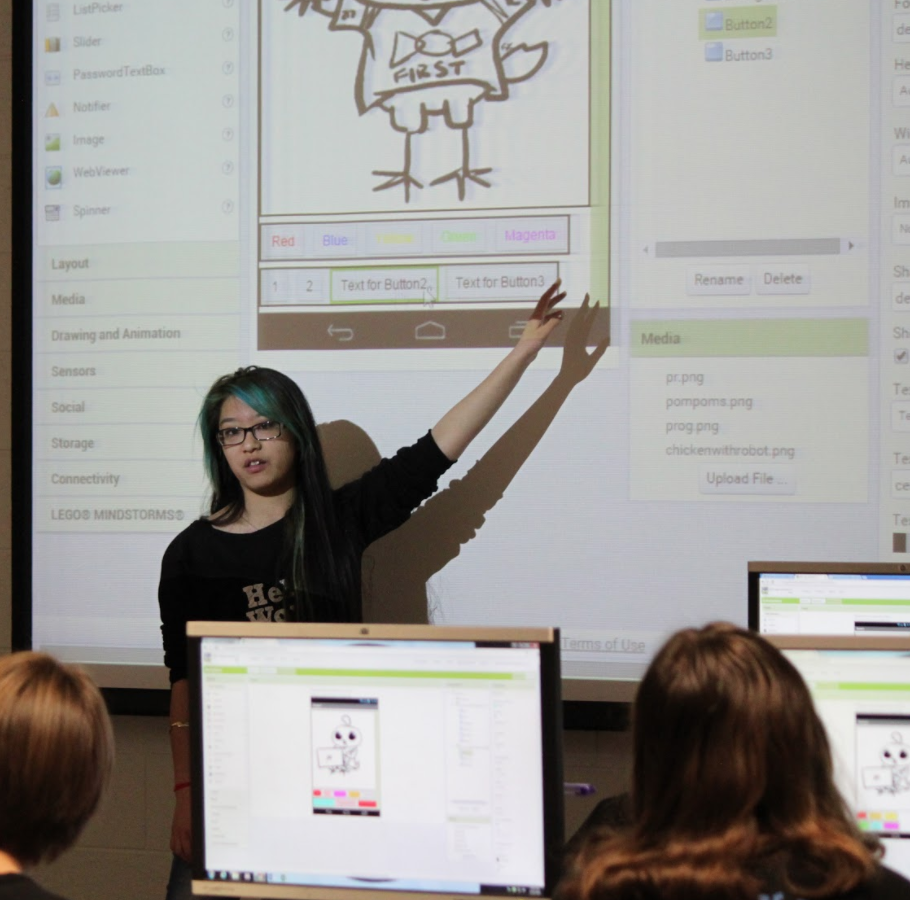 ListPicker
Slider
PasswordTextBox
Notifier
Image
WebViewer
Spinner
Layout
Media
Drawing and Animation
Sensors
Social
Storage
Connectivity
LEGO® MINDSTORMS®
FIRST
Red Blue Yellow Green Magenta
1 2 Text for Button2 Text for Button3
Button2
Button3
Rename Delete
Media
pr.png
pompoms.png
prog.png
chickenwithrobot.png
Upload File ...
Terms of Use